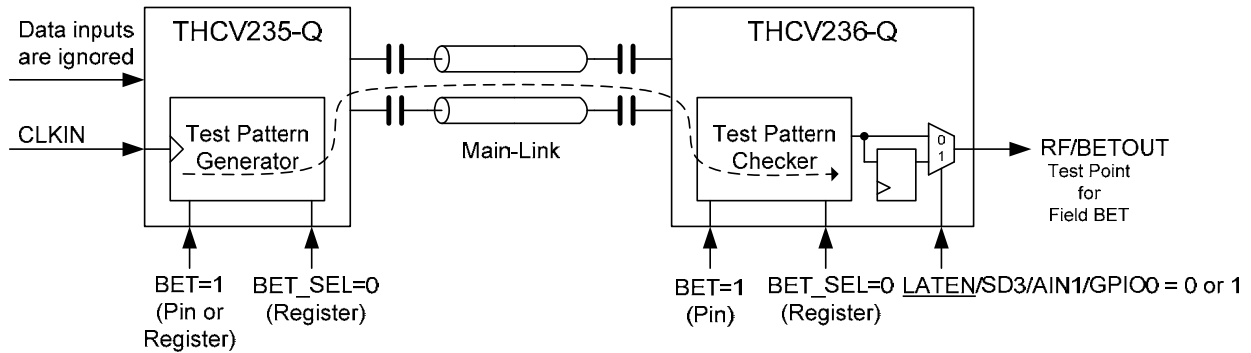 Data inputs
are ignored
THCV235-Q
THCV236-Q
CLKIN
Test Pattern
Generator
Main-Link
Test Pattern
Checker
0
1
RF/BETOUT
Test Point
for
Field BET
BET=1
(Pin or
Register)
BET_SEL=0
(Register)
BET=1
(Pin)
BET_SEL=0
(Register)
LATEN/SD3/AIN1/GPIO0 = 0 or 1